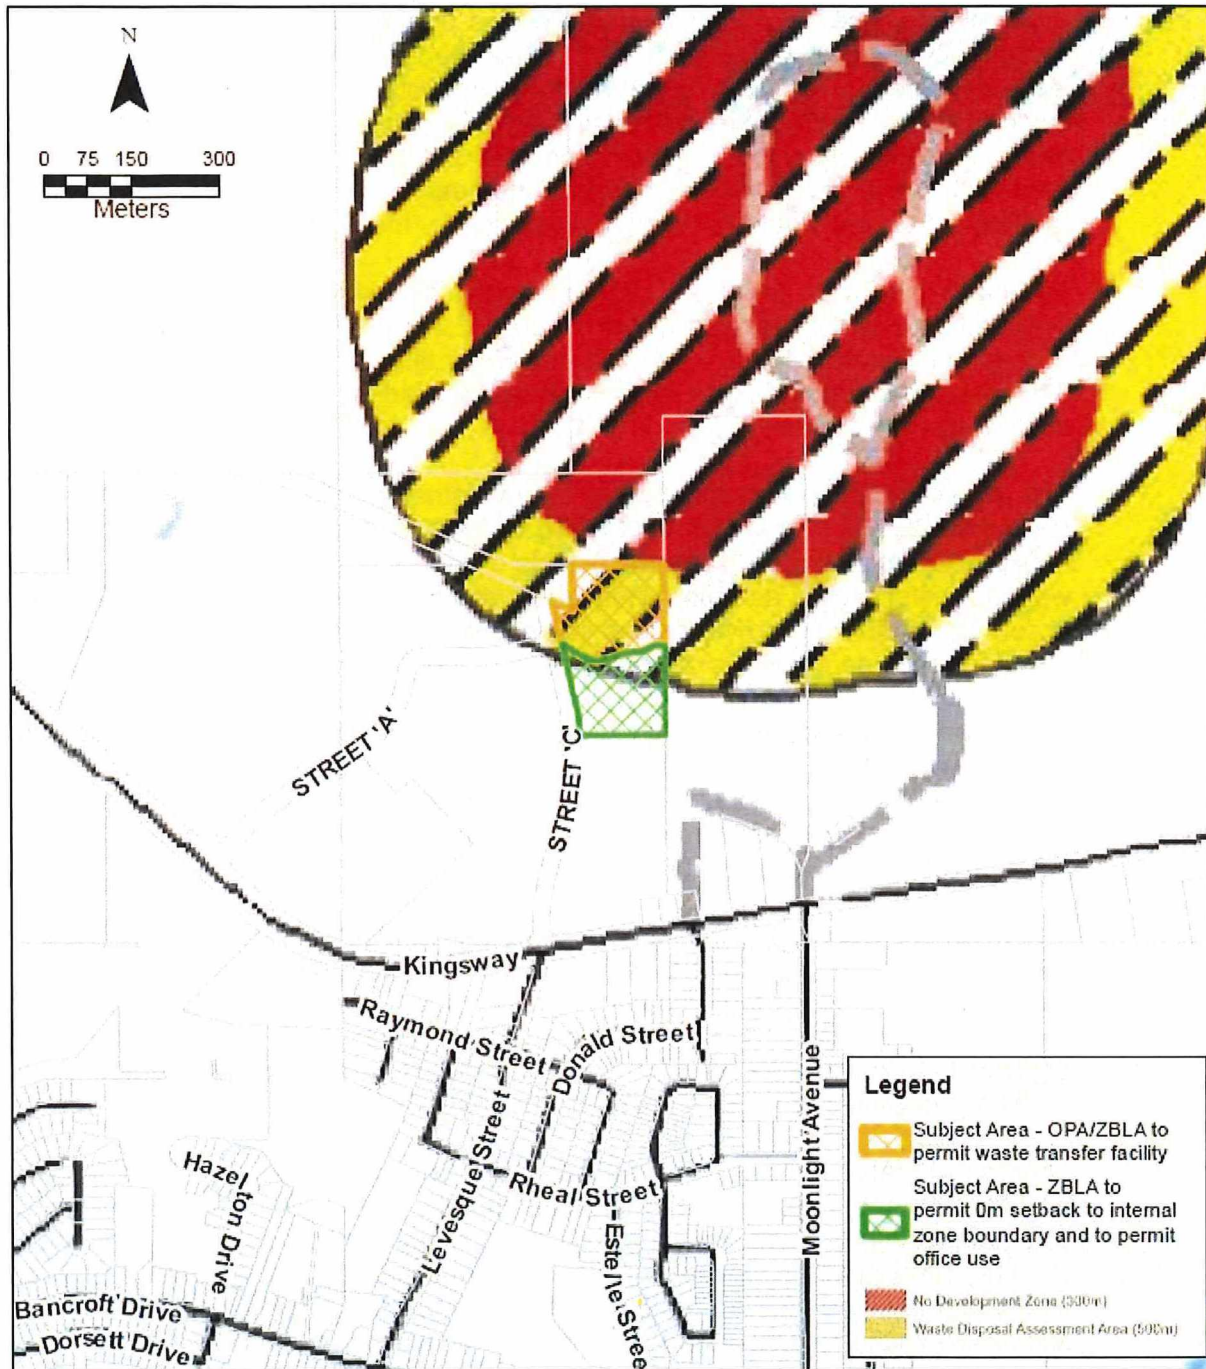 N
0 75 150 300
Meters
STREET 'A'
STREET 'C'
Kingsway
Raymond Street
Donald Street
Levesque Street
Rheal Street
Estelle Street
Moonlight Avenue
Hazelton Drive
Bancroft Drive
Dorsett Drive
Legend
Subject Area - OPA/ZBLA to
permit waste transfer facility
Subject Area - ZBLA to
permit 0m setback to internal
zone boundary and to permit
office use
No Development Zone (300m)
Waste Disposal Assessment Area (500m)